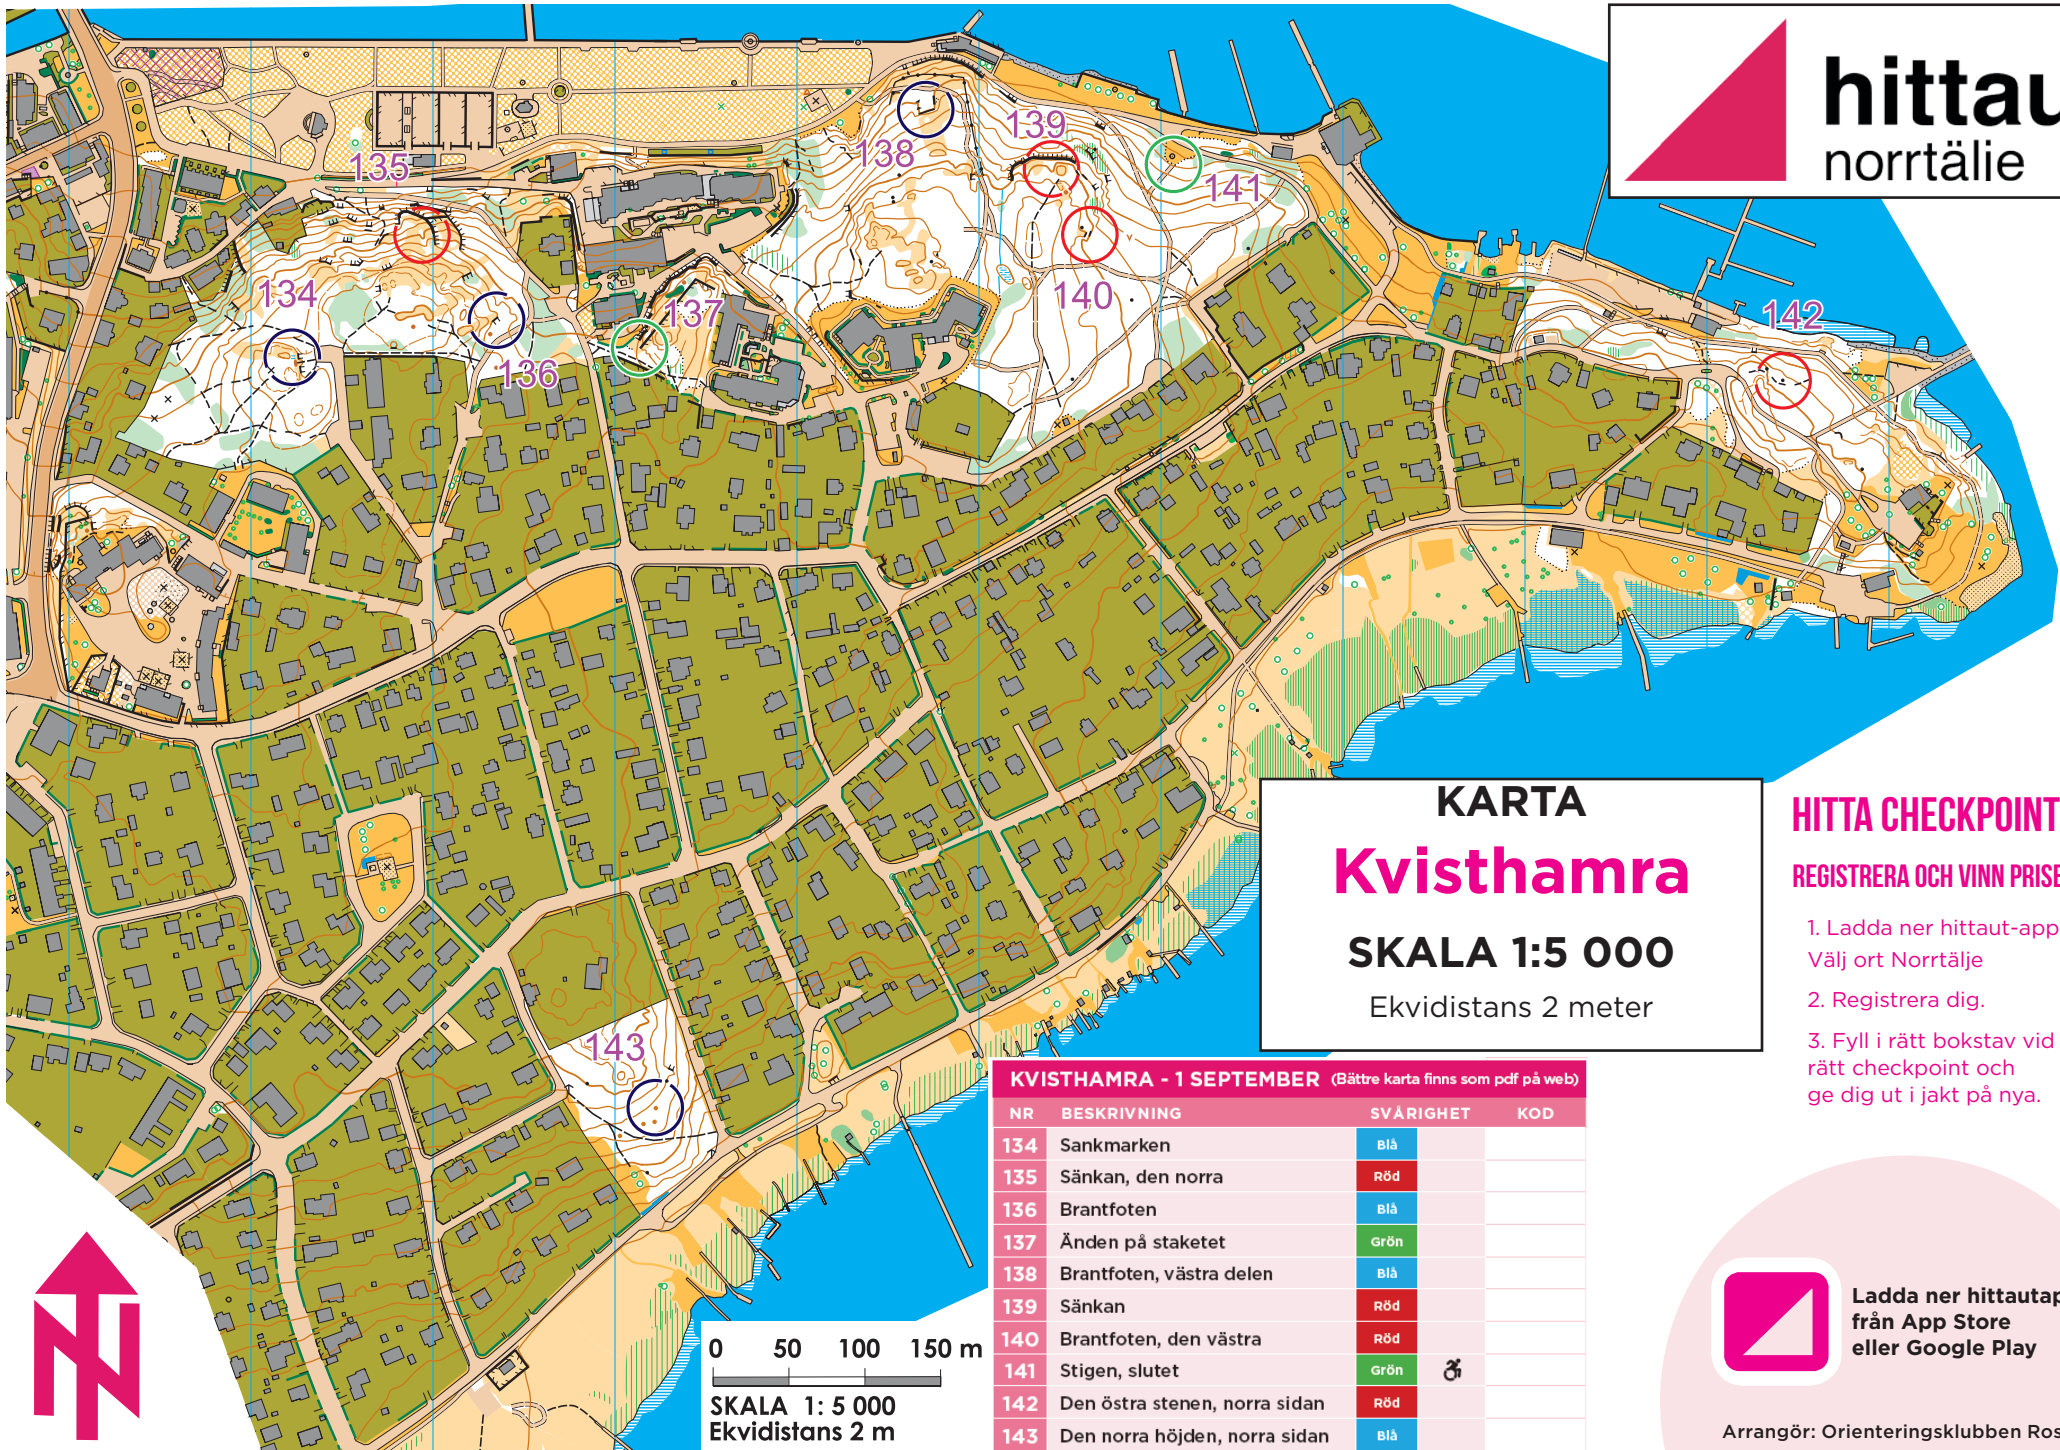 hittau
norrtälje
135
138
139
141
134
137
136
140
142
143
KARTA
Kvisthamra
SKALA 1:5 000
Ekvidistans 2 meter
HITTA CHECKPOINT
REGISTRERA OCH VINN PRISE
1. Ladda ner hittaut-app
Välj ort Norrtälje
2. Registrera dig.
3. Fyll i rätt bokstav vid
rätt checkpoint och
ge dig ut i jakt på nya.
KVISTHAMRA - 1 SEPTEMBER (Bättre karta finns som pdf på web)
NR BESKRIVNING SVÅRIGHET KOD
134 Sankmarken Blå
135 Sänkan, den norra Röd
136 Brantfoten Blå
137 Änden på staketet Grön
138 Brantfoten, västra delen Blå
139 Sänkan Röd
140 Brantfoten, den västra Röd
141 Stigen, slutet Grön
142 Den östra stenen, norra sidan Röd
143 Den norra höjden, norra sidan Blå
0 50 100 150 m
SKALA 1: 5 000
Ekvidistans 2 m
Ladda ner hittautap
från App Store
eller Google Play
Arrangör: Orienteringsklubben Ros